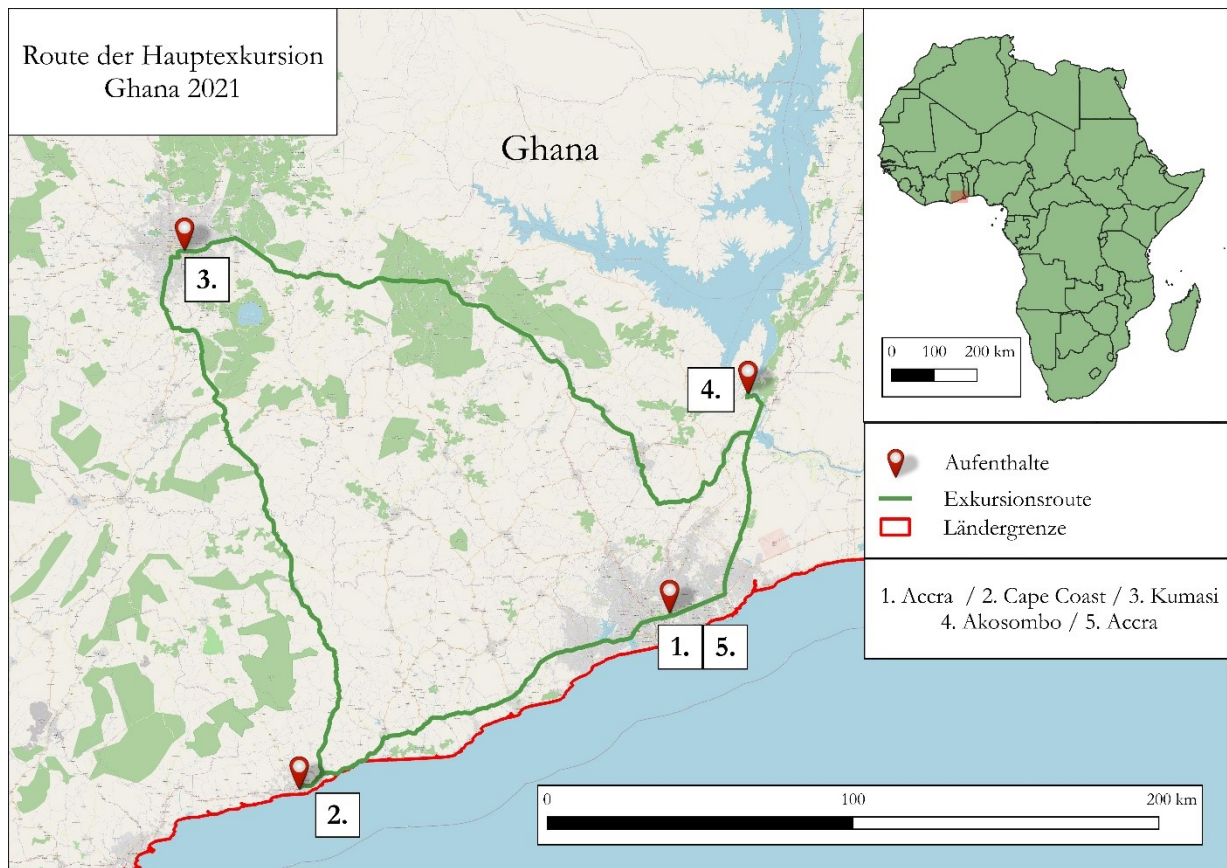 Route der Hauptexkursion
Ghana 2021
Ghana
3.
4.
1.
5.
2.
0 100 200 km
0 100 200 km
Aufenthalte
Exkursionsroute
Ländergrenze
1. Accra / 2. Cape Coast / 3. Kumasi
4. Akosombo / 5. Accra